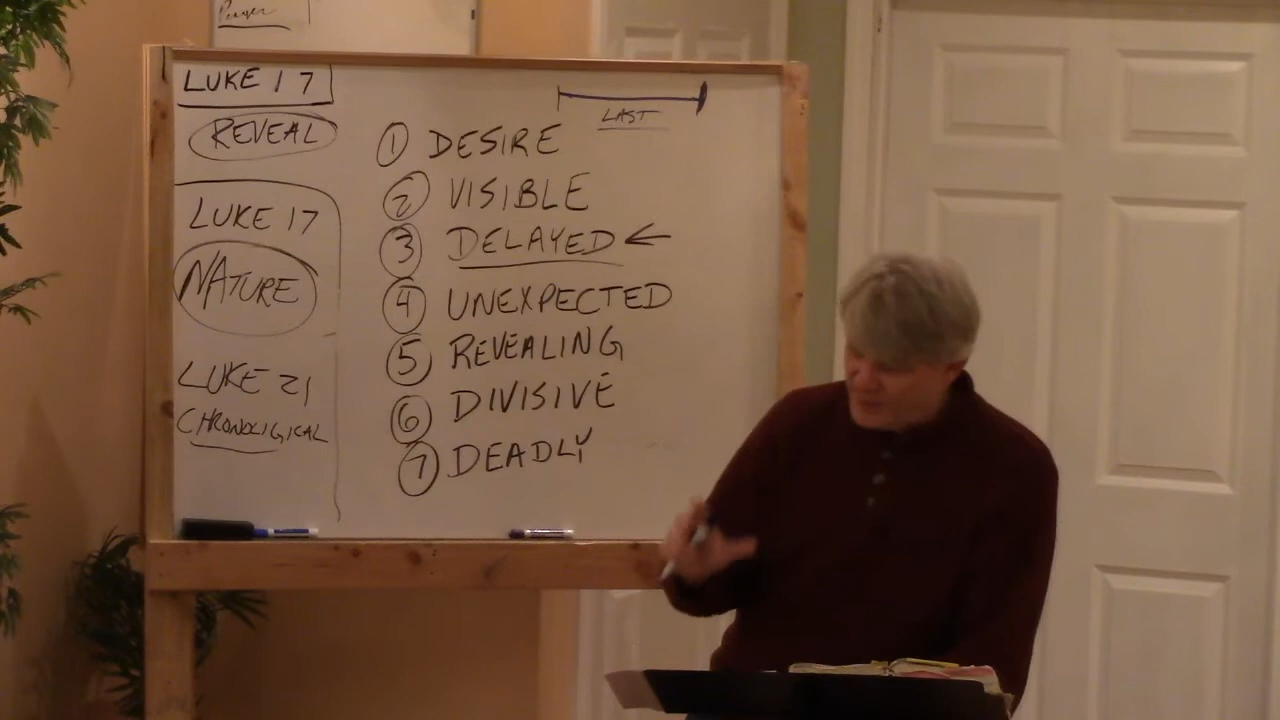 Prayer
LUKE 17
REVEAL
LUKE 17
NATURE
LUKE 21
CHRONOLIGICAL
LAST
1 DESIRE
2 VISIBLE
3 DELAYED ←
4 UNEXPECTED
5 REVEALING
6 DIVISIVE
7 DEADLY